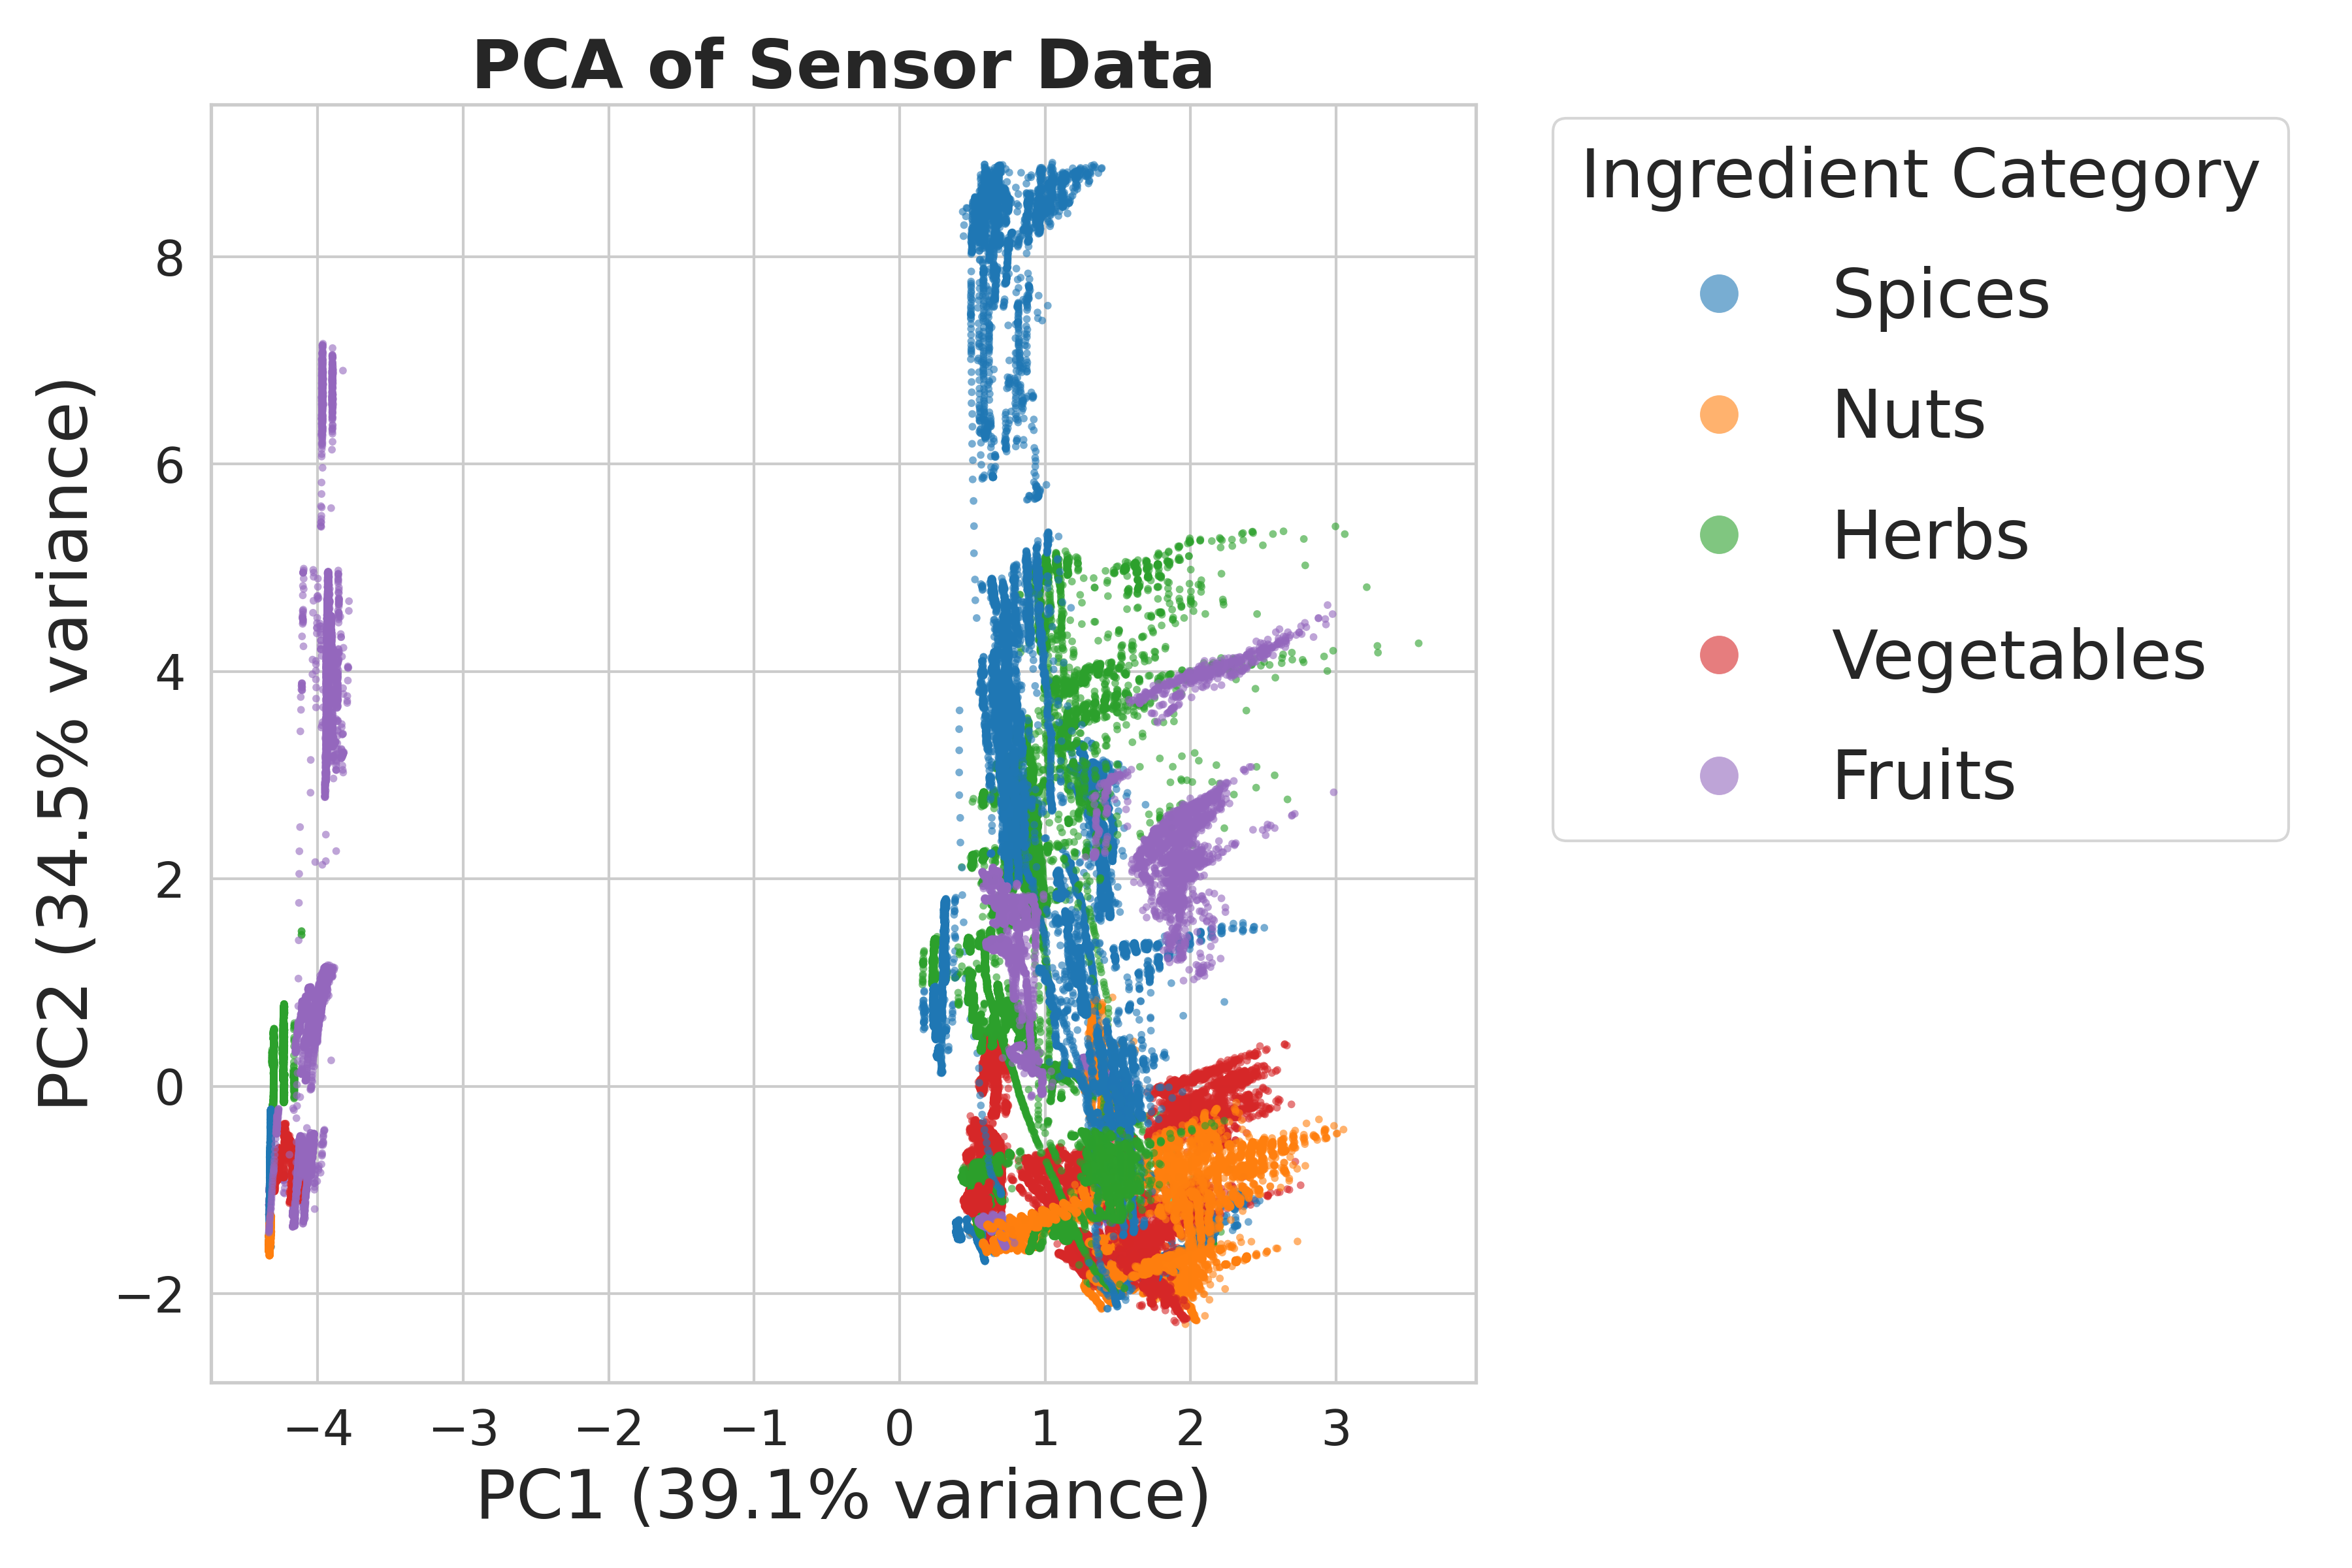 PCA of Sensor Data
Ingredient Category
Spices
Nuts
Herbs
Vegetables
Fruits
PC2 (34.5% variance)
8
6
4
2
0
−2
−4
−3
−2
−1
0
1
2
3
PC1 (39.1% variance)